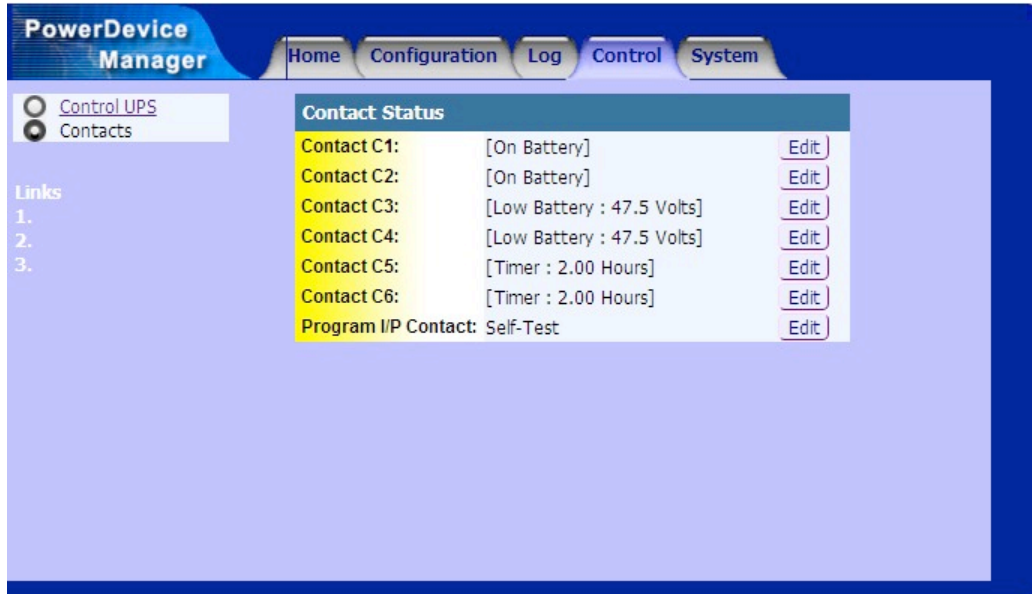 PowerDevice
Manager
Home Configuration Log Control System
Control UPS
Contacts
Links
1.
2.
3.
Contact Status
Contact C1: [On Battery] Edit
Contact C2: [On Battery] Edit
Contact C3: [Low Battery : 47.5 Volts] Edit
Contact C4: [Low Battery : 47.5 Volts] Edit
Contact C5: [Timer : 2.00 Hours] Edit
Contact C6: [Timer : 2.00 Hours] Edit
Program I/P Contact: Self-Test Edit